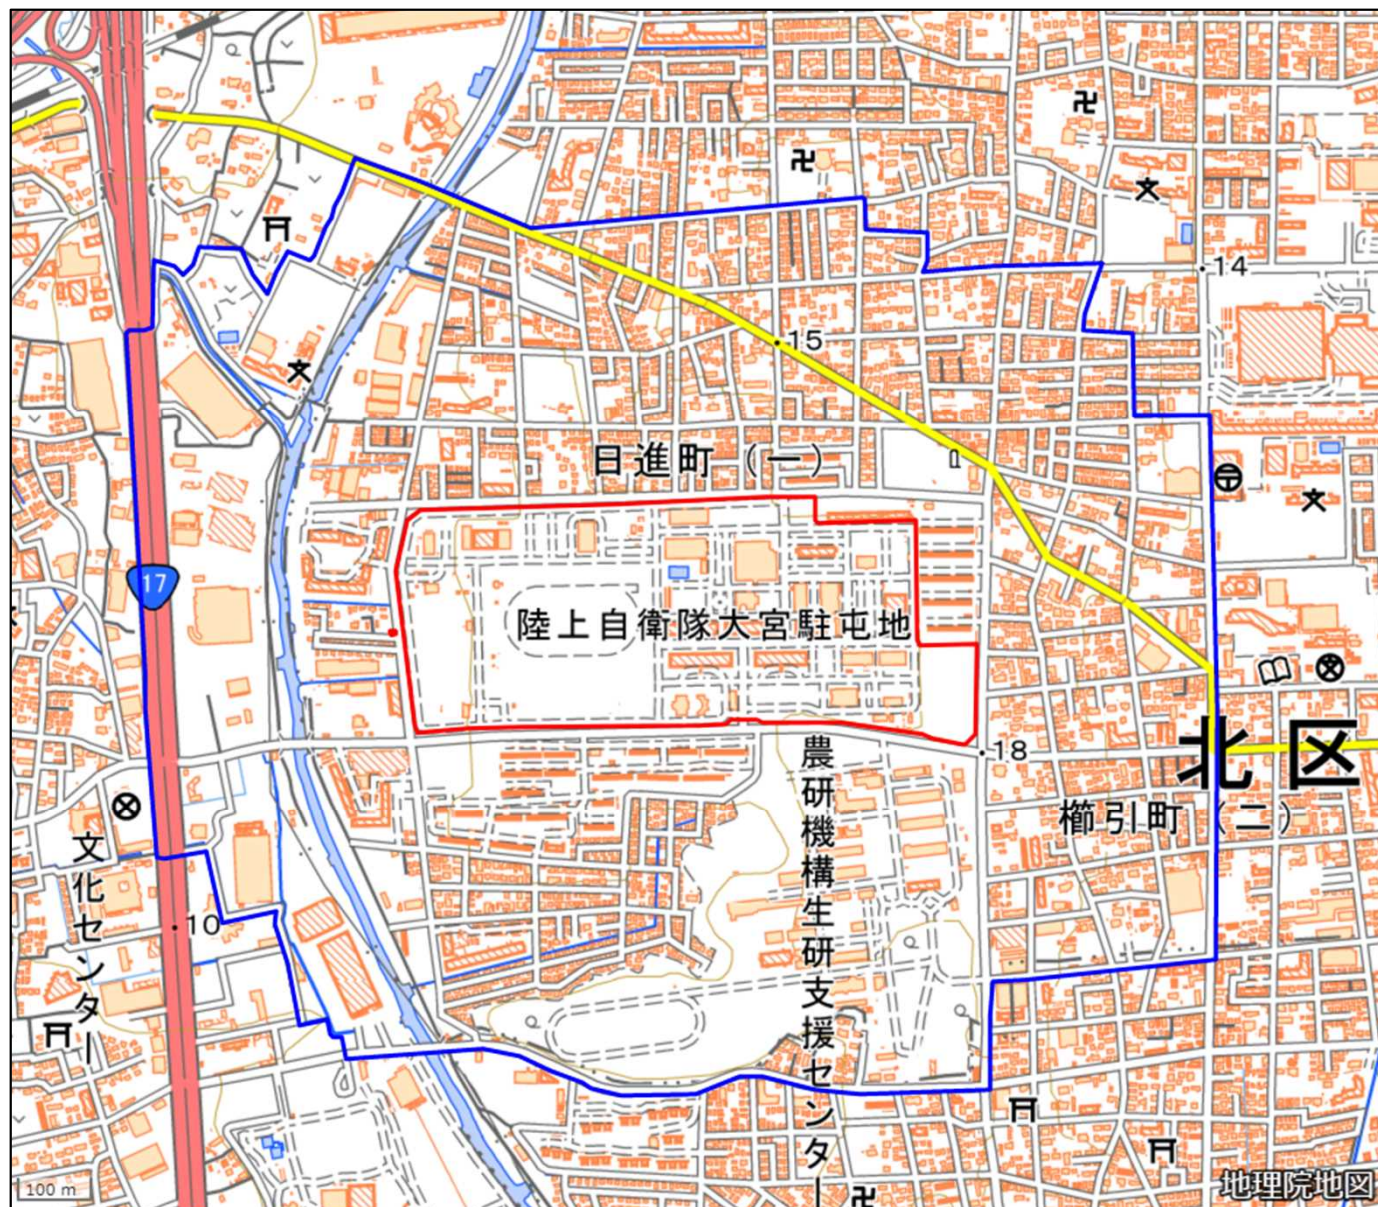 14
15
日進町（一）
17
陸上自衛隊大宮駐屯地
18
北区
農研機構生研支援センター
櫛引町（二）
文化センター
10
100 m
地理院地図